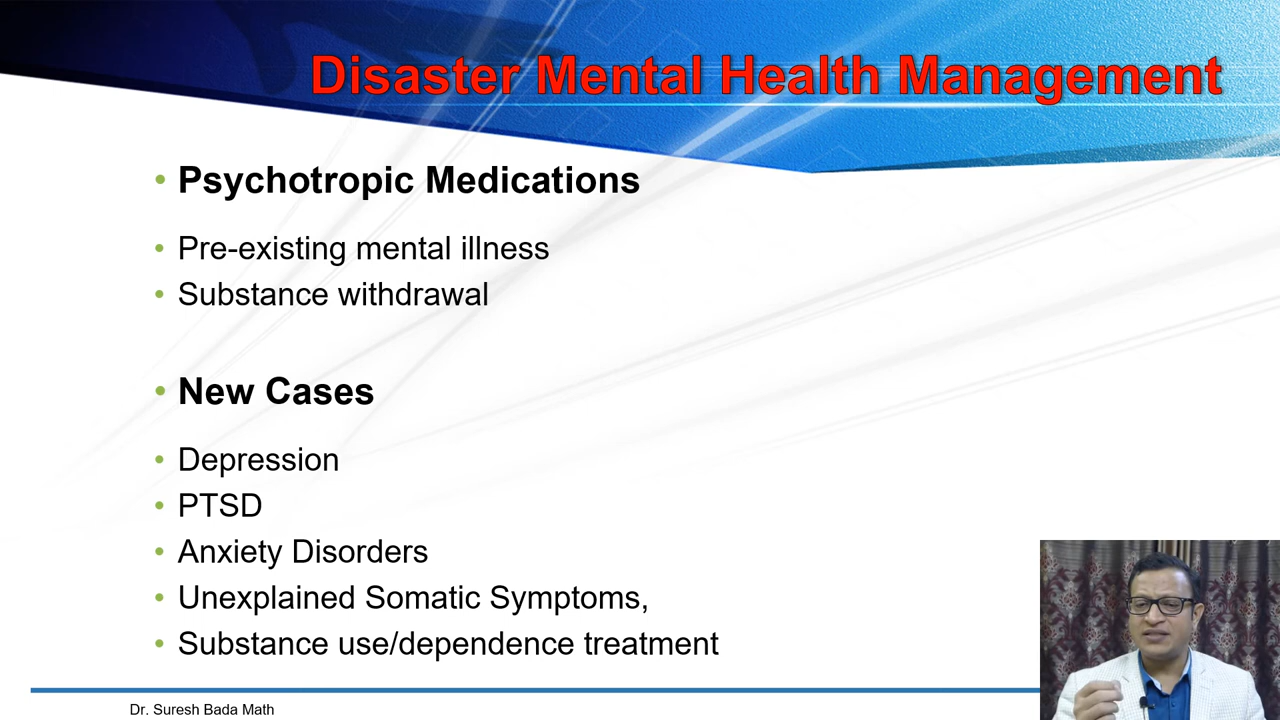 Disaster Mental Health Management
• Psychotropic Medications
• Pre-existing mental illness
• Substance withdrawal
• New Cases
• Depression
• PTSD
• Anxiety Disorders
• Unexplained Somatic Symptoms,
• Substance use/dependence treatment
Dr. Suresh Bada Math